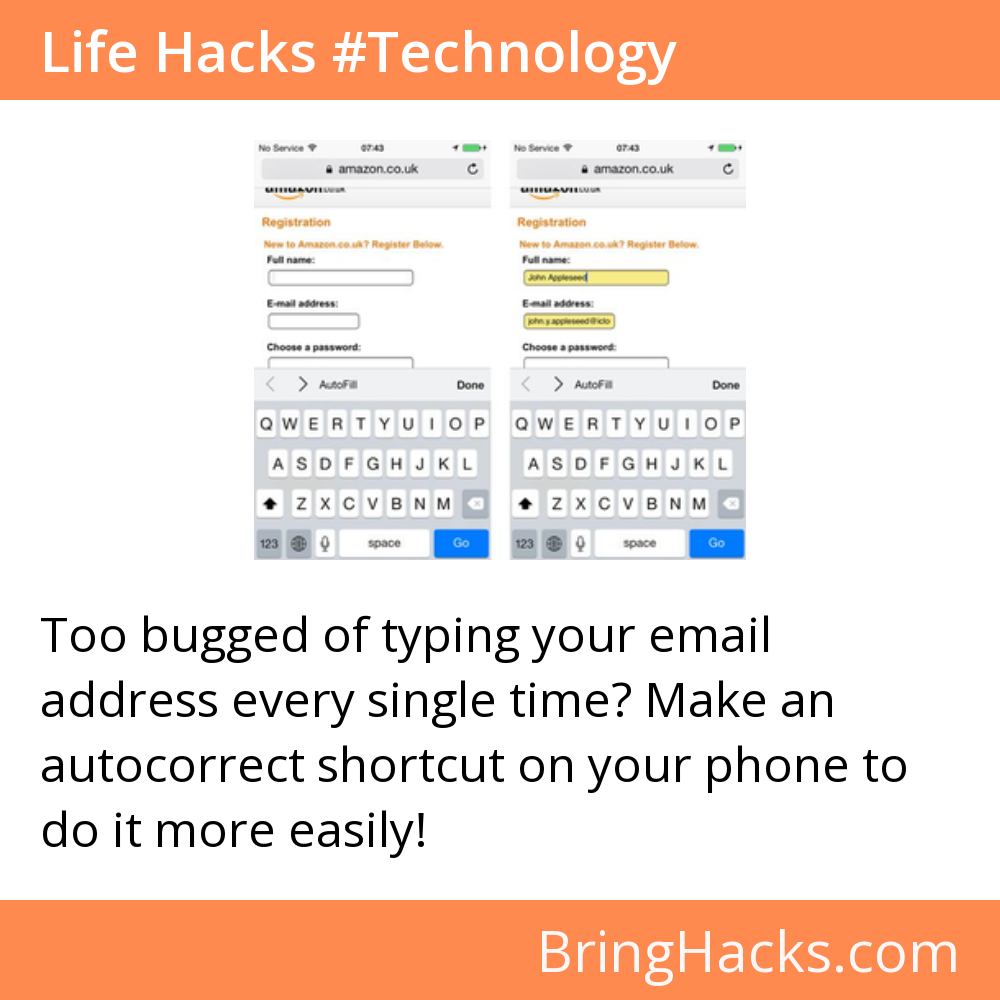 Life Hacks #Technology
No Service 07:43
amazon.co.uk
amazon.co.uk
Registration
New to Amazon.co.uk? Register Below.
Full name:
E-mail address:
Choose a password:
AutoFill Done
Q W E R T Y U I O P
A S D F G H J K L
Z X C V B N M
123 space Go
No Service 07:43
amazon.co.uk
amazon.co.uk
Registration
New to Amazon.co.uk? Register Below.
Full name:
John Appleseed
E-mail address:
john.y.appleseed@iclo
Choose a password:
AutoFill Done
Q W E R T Y U I O P
A S D F G H J K L
Z X C V B N M
123 space Go
Too bugged of typing your email
address every single time? Make an
autocorrect shortcut on your phone to
do it more easily!
BringHacks.com